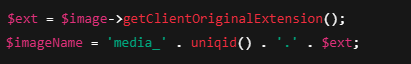 $ext = $image->getClientOriginalExtension();
$imageName = 'media_' . uniqid() . '.' . $ext;